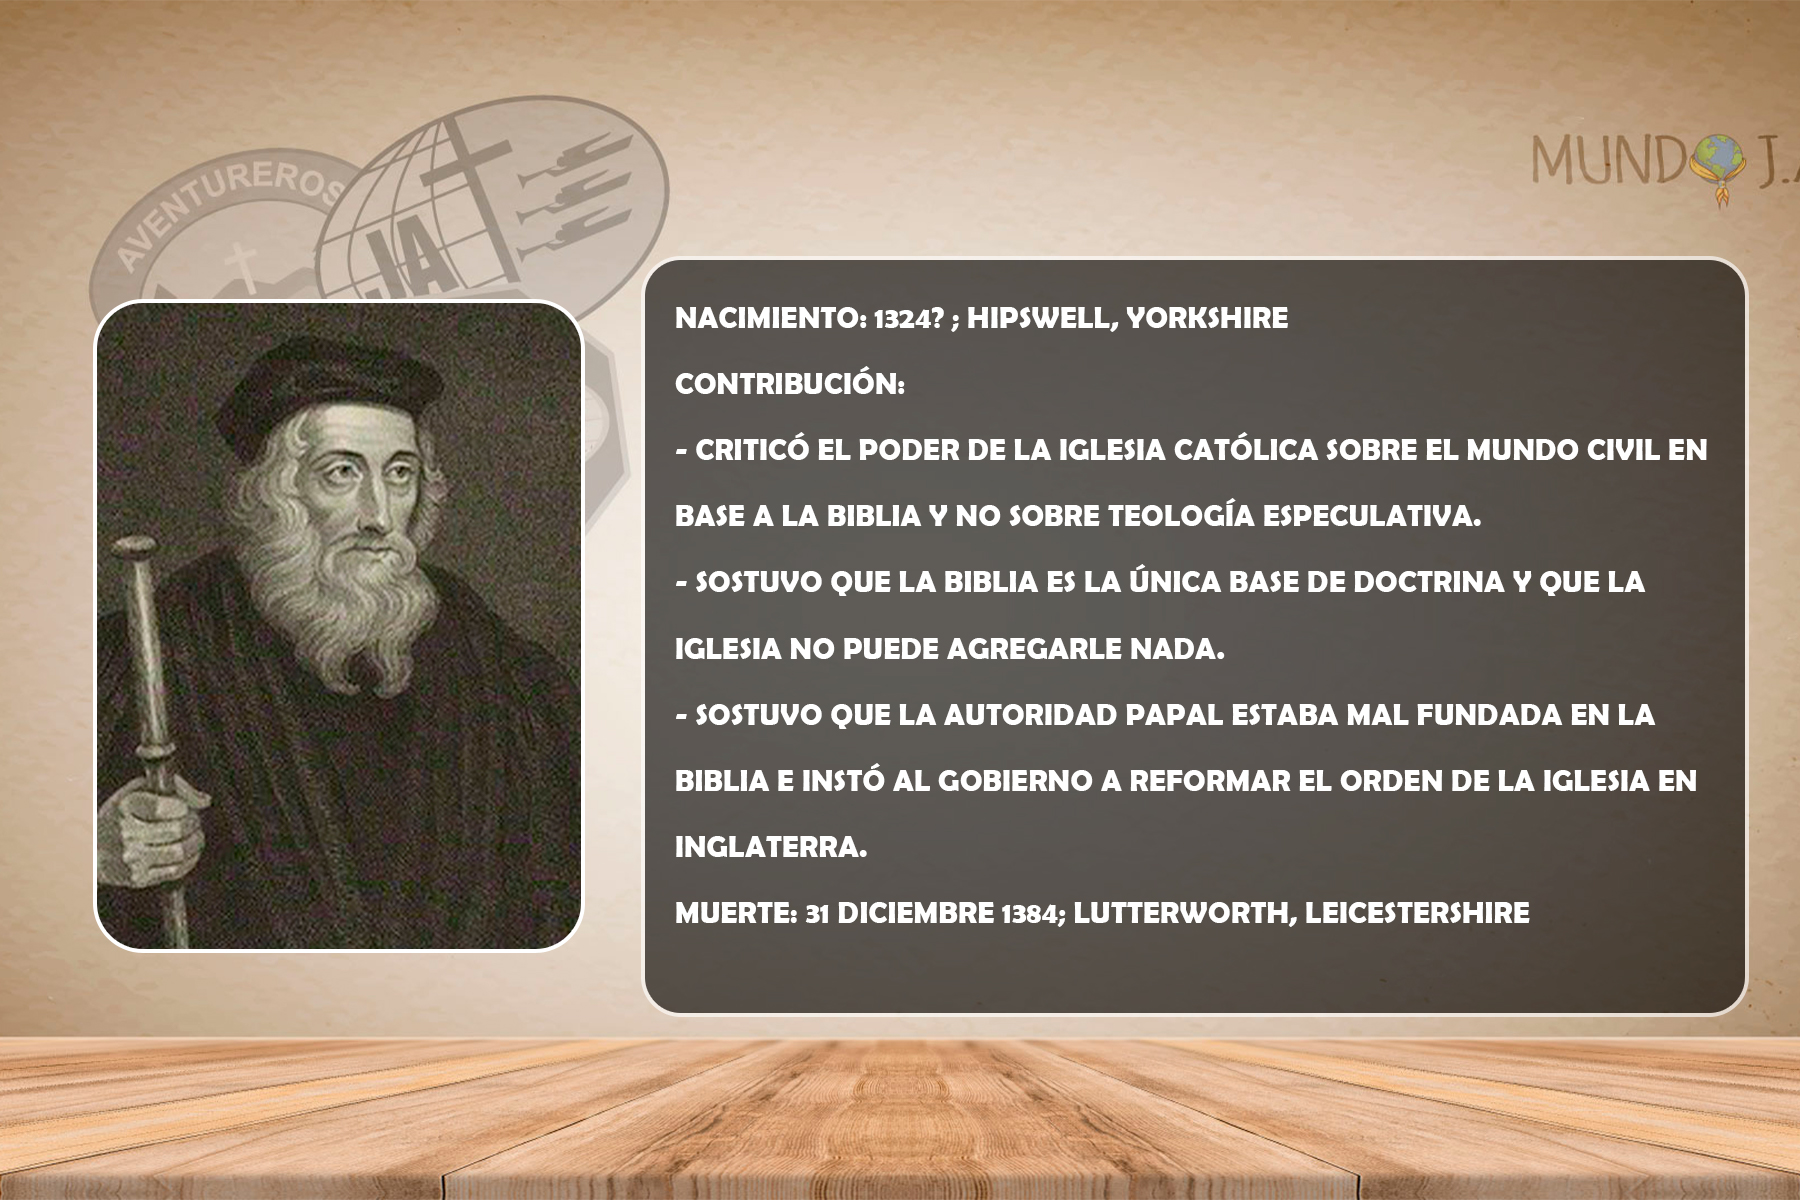 AVENTUREROS
JA
MUNDO J.A
NACIMIENTO: 1324? ; HIPSWELL, YORKSHIRE
CONTRIBUCIÓN:
- CRITICÓ EL PODER DE LA IGLESIA CATÓLICA SOBRE EL MUNDO CIVIL EN
BASE A LA BIBLIA Y NO SOBRE TEOLOGÍA ESPECULATIVA.
- SOSTUVO QUE LA BIBLIA ES LA ÚNICA BASE DE DOCTRINA Y QUE LA
IGLESIA NO PUEDE AGREGARLE NADA.
- SOSTUVO QUE LA AUTORIDAD PAPAL ESTABA MAL FUNDADA EN LA
BIBLIA E INSTÓ AL GOBIERNO A REFORMAR EL ORDEN DE LA IGLESIA EN
INGLATERRA.
MUERTE: 31 DICIEMBRE 1384; LUTTERWORTH, LEICESTERSHIRE